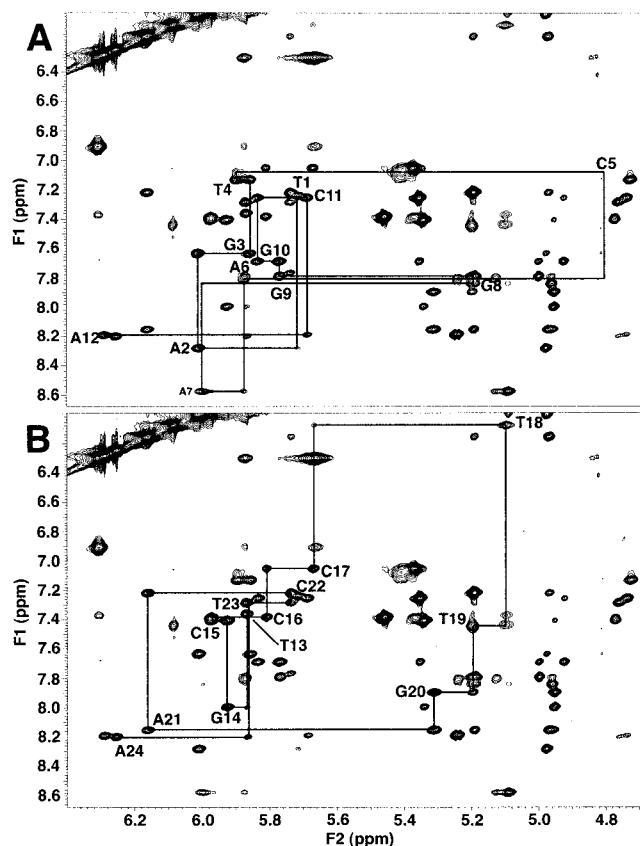 A
6.4
6.6
6.8
7.0
7.2
7.4
7.6
7.8
8.0
8.2
8.4
8.6
F1 (ppm)
C5
T4
T1
C11
G3
G10
A6
G9
G8
A12
A2
A7
B
6.4
6.6
6.8
7.0
7.2
7.4
7.6
7.8
8.0
8.2
8.4
8.6
F1 (ppm)
T18
C17
C22
T23
C15
C16
T19
T13
G14
A21
G20
A24
6.2
6.0
5.8
5.6
5.4
5.2
5.0
4.8
F2 (ppm)